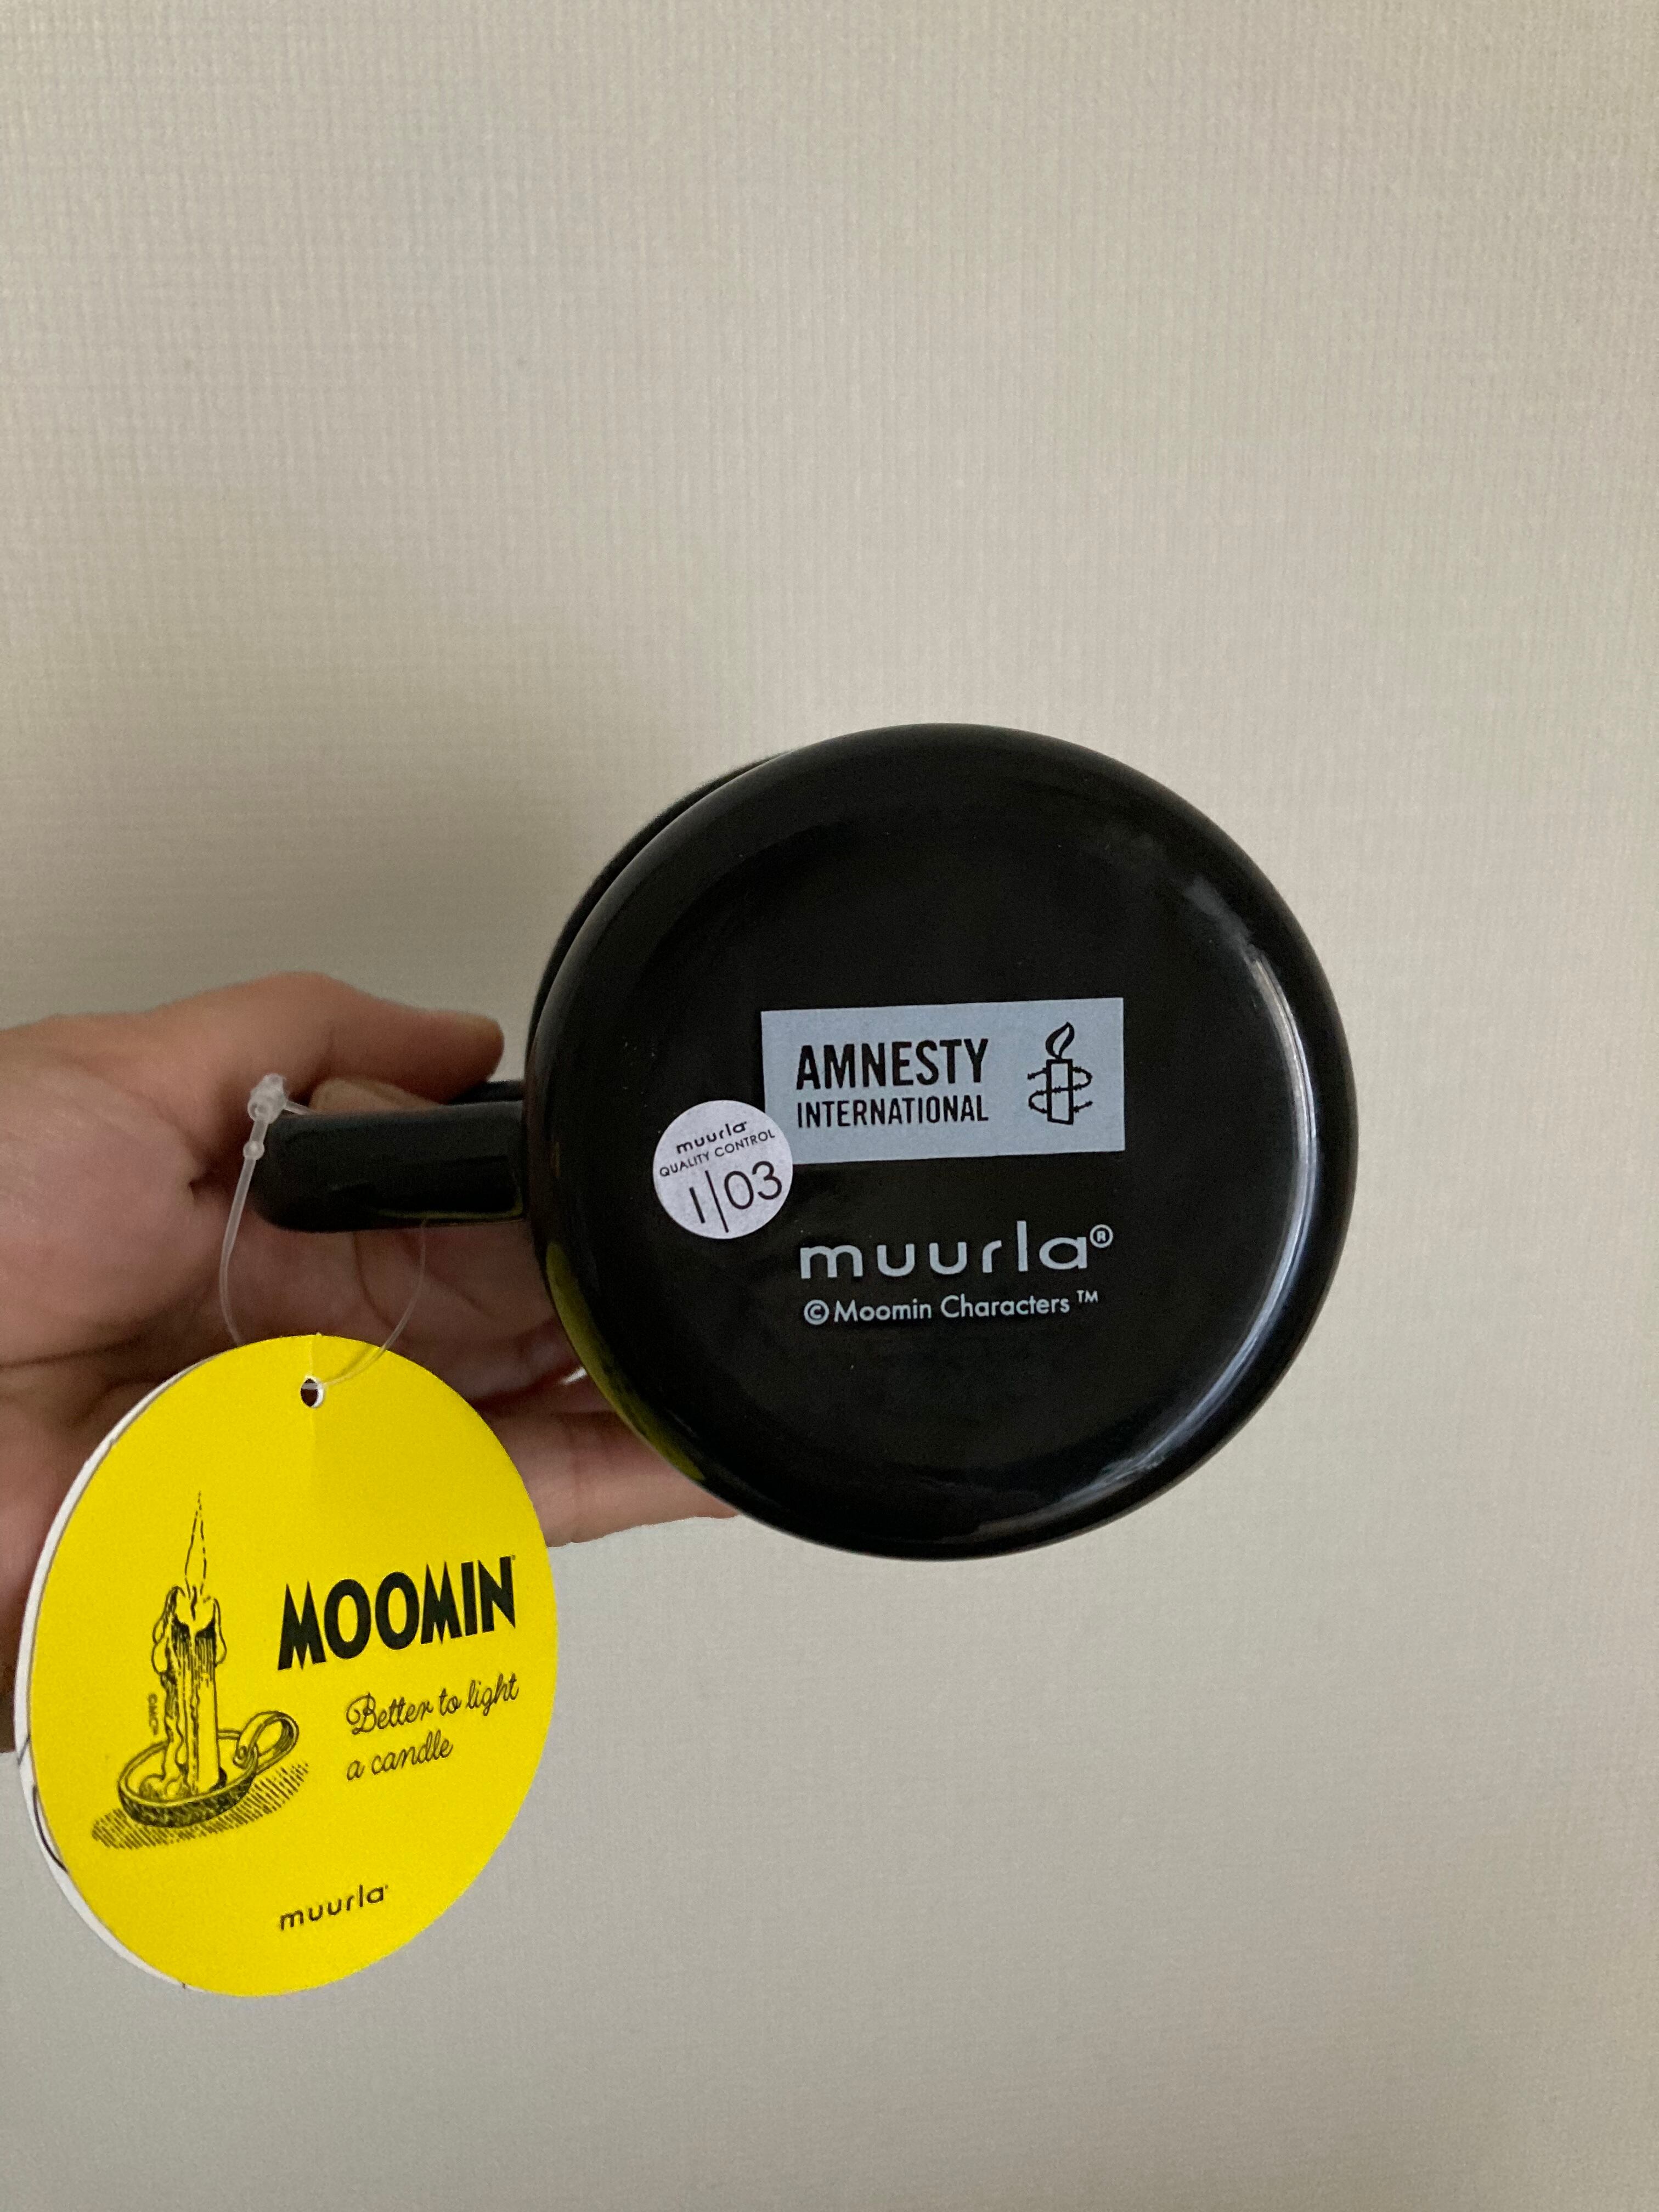 AMNESTY
INTERNATIONAL
muurla
QUALITY CONTROL
1|03
muurla®
© Moomin Characters ™
MOOMIN
Better to light
a candle
muurla